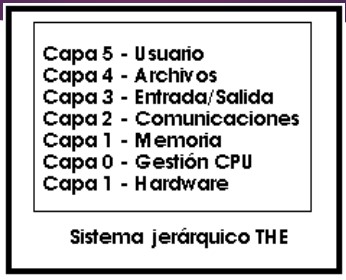 Capa 5 - Usuario
Capa 4 - Archivos
Capa 3 - Entrada/Salida
Capa 2 - Comunicaciones
Capa 1 - Memoria
Capa 0 - Gestión CPU
Capa 1 - Hardware
Sistema jerárquico THE